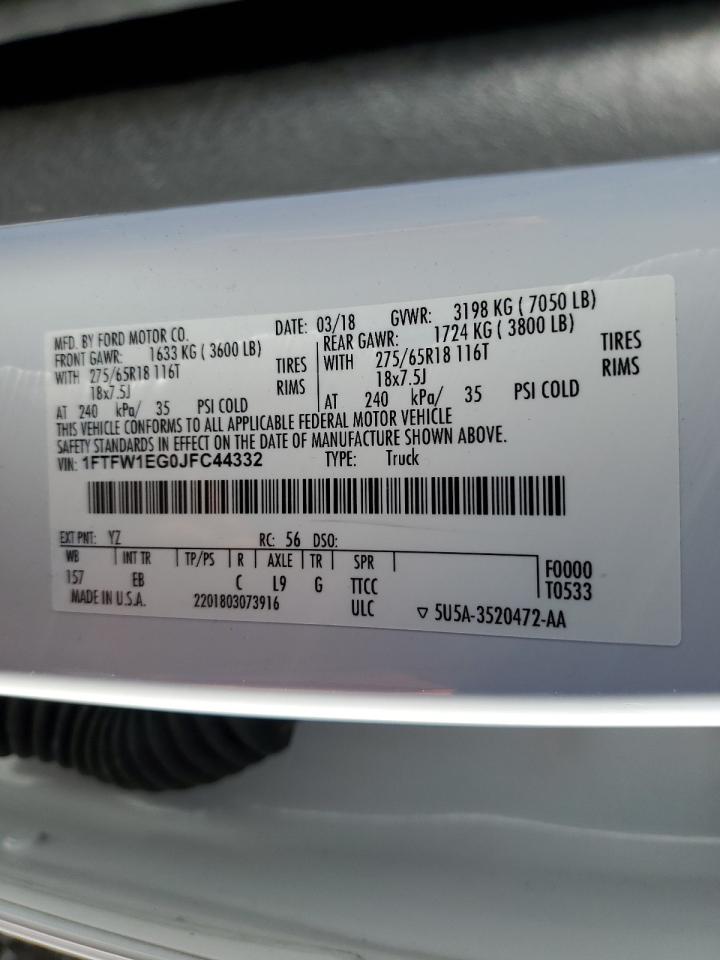 MFD. BY FORD MOTOR CO. DATE: 03/18 GVWR: 3198 KG ( 7050 LB)
FRONT GAWR: 1633 KG ( 3600 LB) REAR GAWR: 1724 KG ( 3800 LB)
WITH 275/65R18 116T TIRES WITH 275/65R18 116T TIRES
18x7.5J RIMS 18x7.5J RIMS
AT 240 kPa/ 35 PSI COLD AT 240 kPa/ 35 PSI COLD
THIS VEHICLE CONFORMS TO ALL APPLICABLE FEDERAL MOTOR VEHICLE
SAFETY STANDARDS IN EFFECT ON THE DATE OF MANUFACTURE SHOWN ABOVE.
VIN: 1FTFW1EG0JFC44332 TYPE: Truck
EXT PNT: YZ RC: 56 DSO:
WB INT TR TP/PS R AXLE TR SPR F0000
157 EB C L9 G TTCC T0533
MADE IN U.S.A. 2201803073916 ULC ▽ 5U5A-3520472-AA